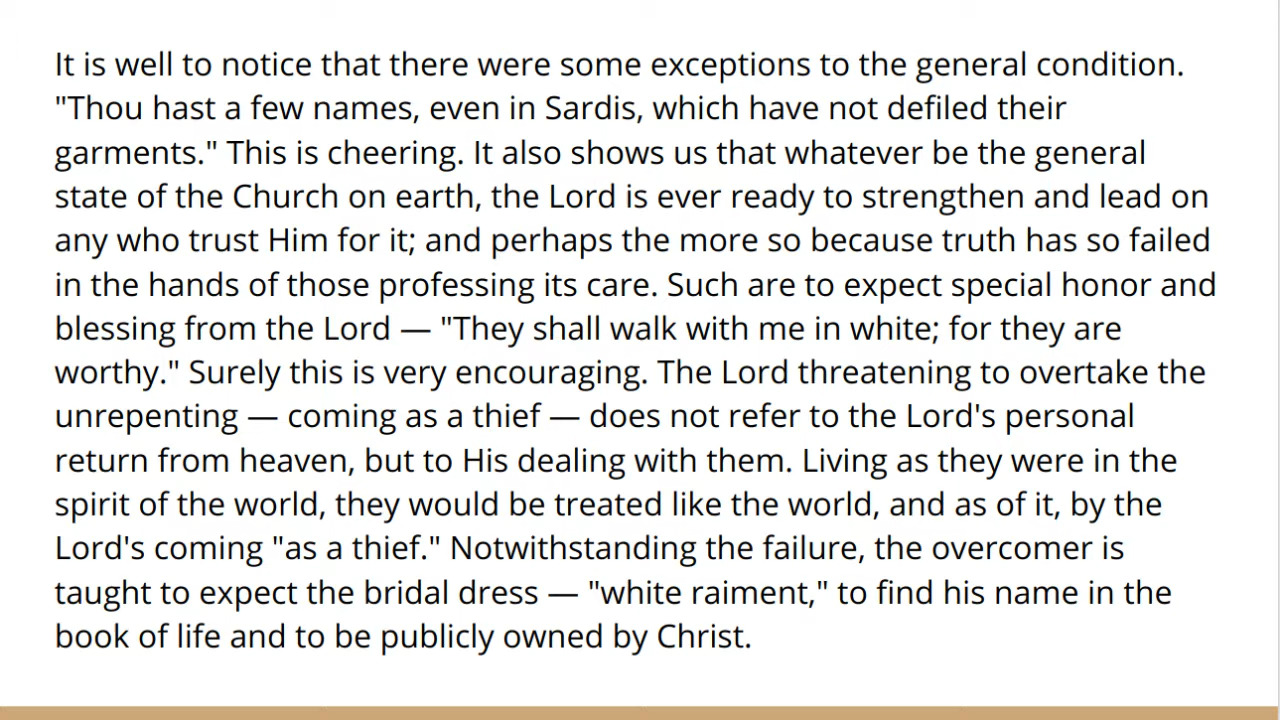 It is well to notice that there were some exceptions to the general condition.
"Thou hast a few names, even in Sardis, which have not defiled their
garments." This is cheering. It also shows us that whatever be the general
state of the Church on earth, the Lord is ever ready to strengthen and lead on
any who trust Him for it; and perhaps the more so because truth has so failed
in the hands of those professing its care. Such are to expect special honor and
blessing from the Lord — "They shall walk with me in white; for they are
worthy." Surely this is very encouraging. The Lord threatening to overtake the
unrepenting — coming as a thief — does not refer to the Lord's personal
return from heaven, but to His dealing with them. Living as they were in the
spirit of the world, they would be treated like the world, and as of it, by the
Lord's coming "as a thief." Notwithstanding the failure, the overcomer is
taught to expect the bridal dress — "white raiment," to find his name in the
book of life and to be publicly owned by Christ.